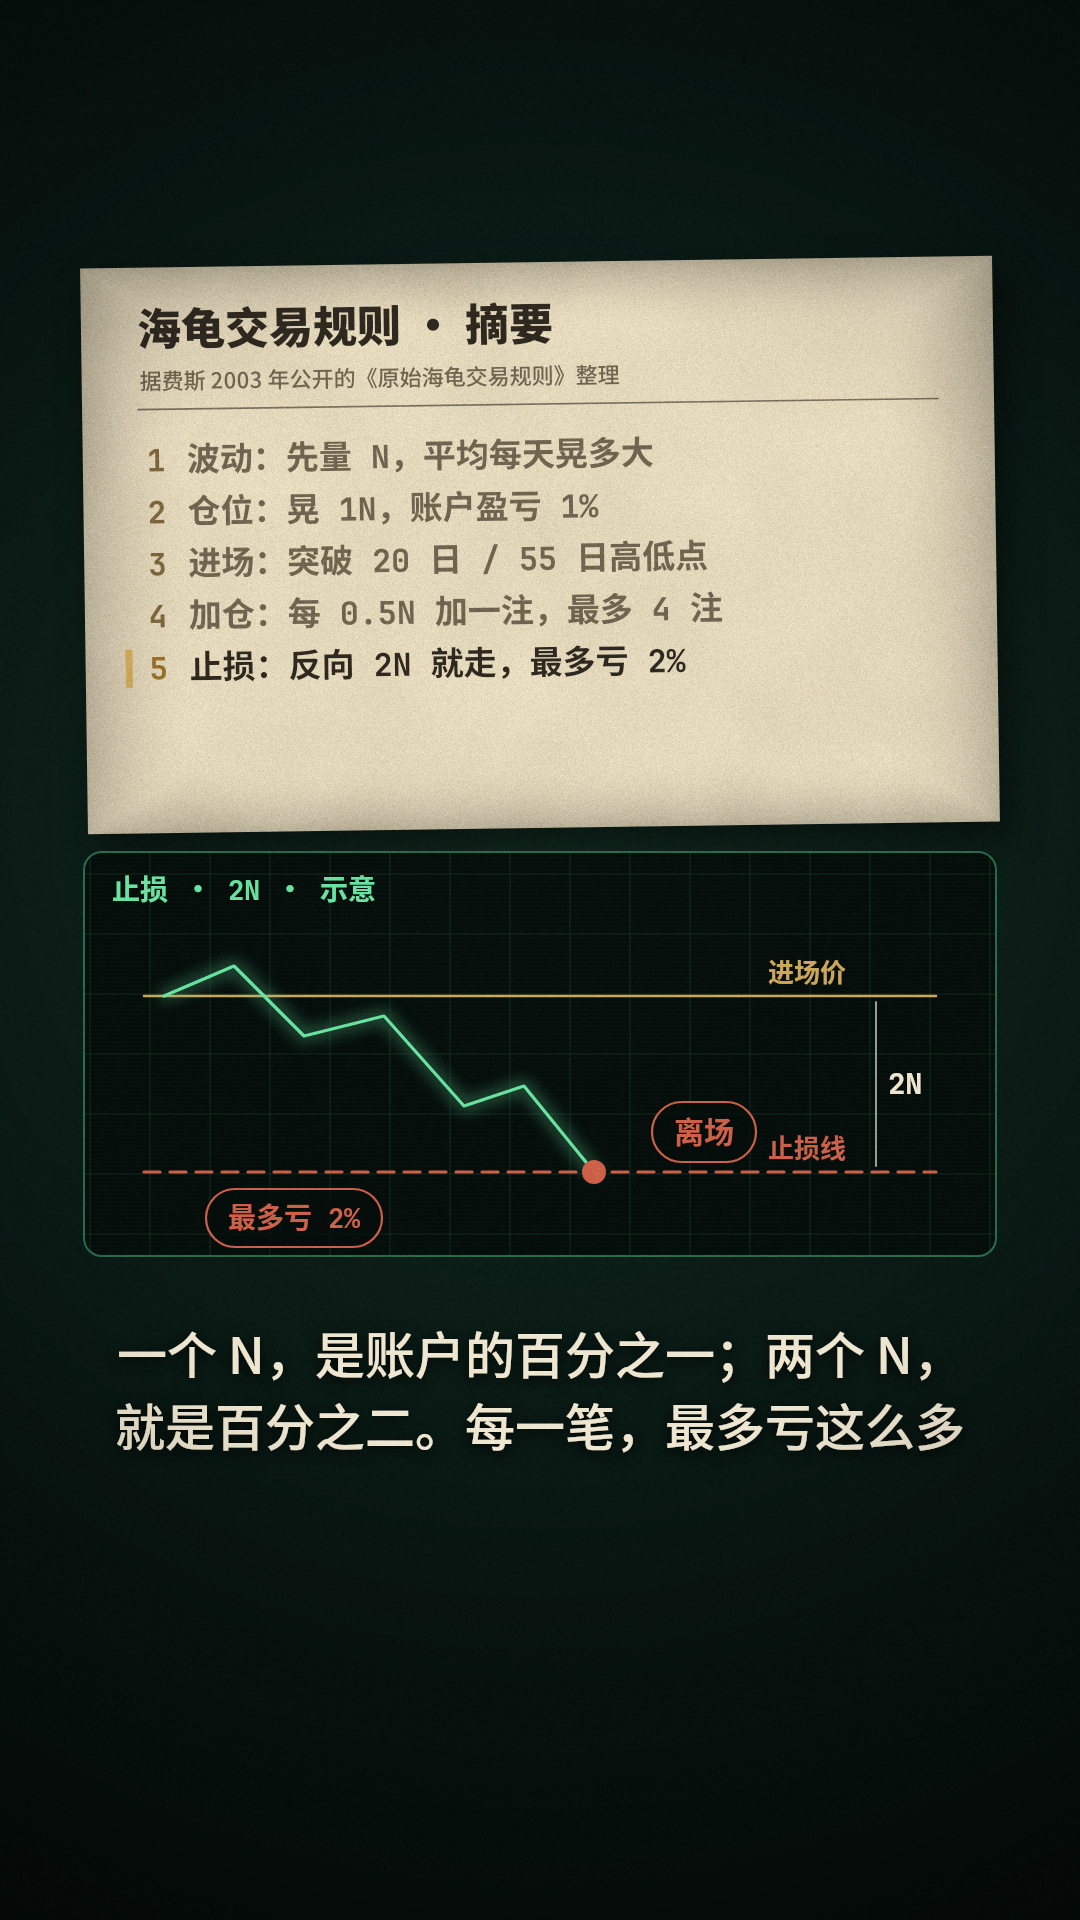 海龟交易规则 · 摘要
据费斯 2003 年公开的《原始海龟交易规则》整理
1 波动：先量 N，平均每天晃多大
2 仓位：晃 1N，账户盈亏 1%
3 进场：突破 20 日 / 55 日高低点
4 加仓：每 0.5N 加一注，最多 4 注
5 止损：反向 2N 就走，最多亏 2%
止损 · 2N · 示意
进场价
2N
离场
止损线
最多亏 2%
一个 N，是账户的百分之一；两个 N，
就是百分之二。每一笔，最多亏这么多